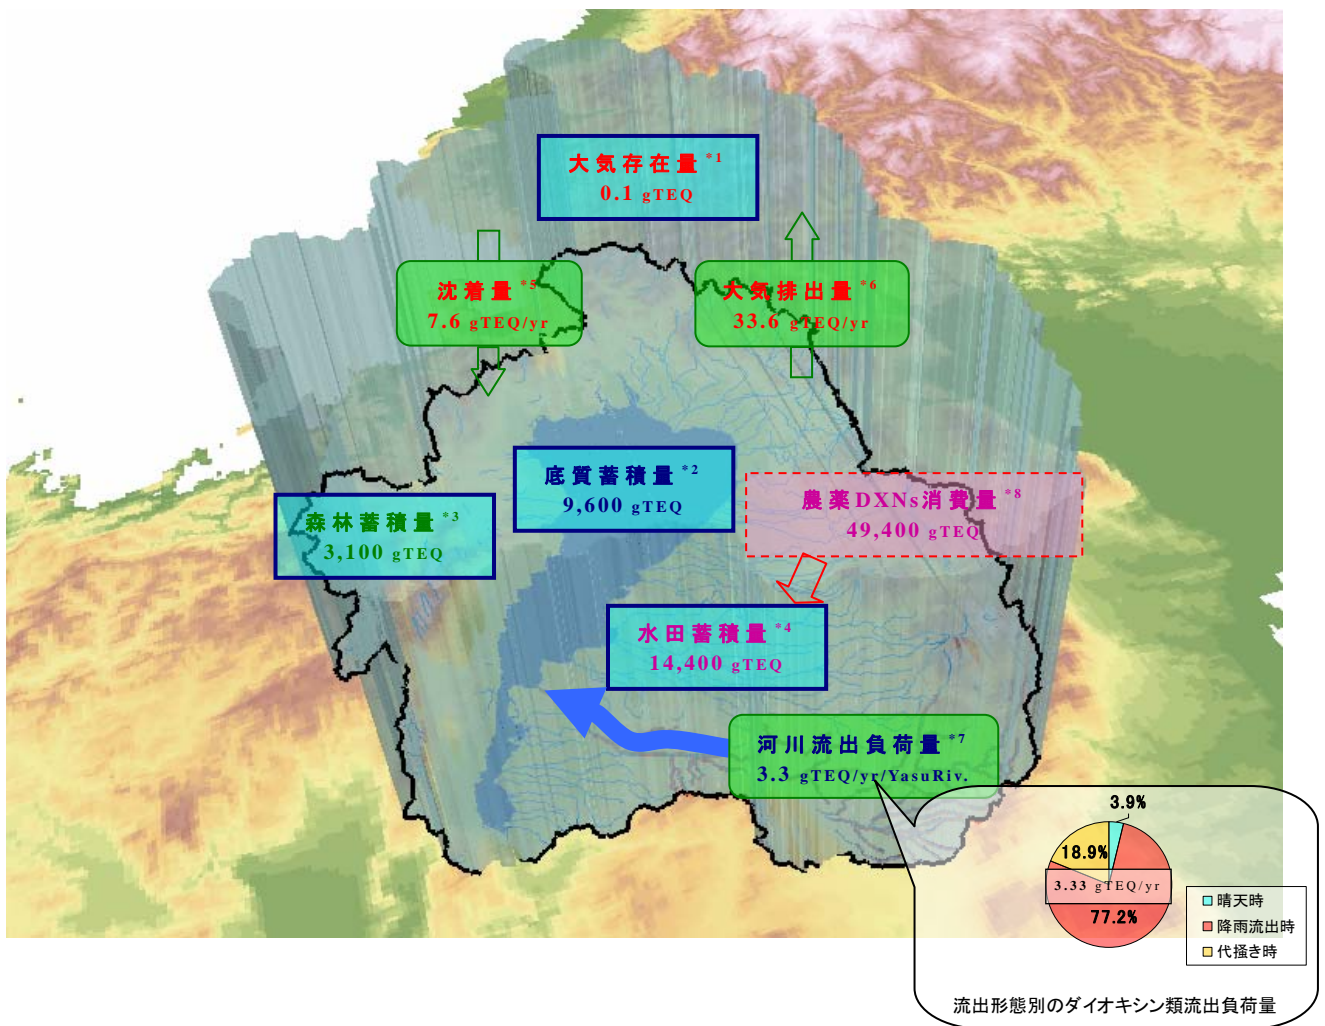 大気存在量 *1
0.1 gTEQ
沈着量 *5
7.6 gTEQ/yr
大気排出量 *6
33.6 gTEQ/yr
底質蓄積量 *2
9,600 gTEQ
森林蓄積量 *3
3,100 gTEQ
農薬DXNs消費量 *8
49,400 gTEQ
水田蓄積量 *4
14,400 gTEQ
河川流出負荷量 *7
3.3 gTEQ/yr/YasuRiv.
3.9%
18.9%
3.33 gTEQ/yr
77.2%
晴天時
降雨流出時
代掻き時
流出形態別のダイオキシン類流出負荷量